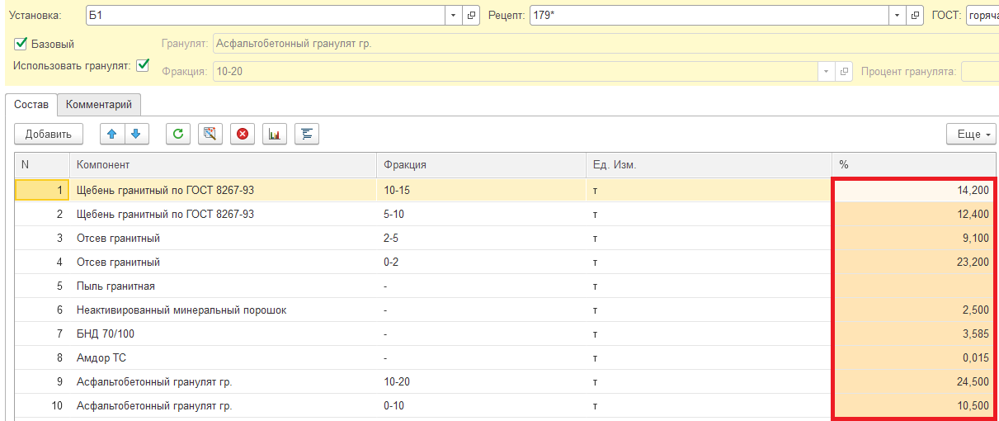 Установка: Б1 Рецепт: 179* ГОСТ: горяча
Базовый Гранулят: Асфальтобетонный гранулят гр.
Использовать гранулят: Фракция: 10-20 Процент гранулята:
Состав Комментарий
Добавить Еще
N Компонент Фракция Ед. Изм. %
1 Щебень гранитный по ГОСТ 8267-93 10-15 т 14,200
2 Щебень гранитный по ГОСТ 8267-93 5-10 т 12,400
3 Отсев гранитный 2-5 т 9,100
4 Отсев гранитный 0-2 т 23,200
5 Пыль гранитная - т
6 Неактивированный минеральный порошок - т 2,500
7 БНД 70/100 - т 3,585
8 Амдор ТС - т 0,015
9 Асфальтобетонный гранулят гр. 10-20 т 24,500
10 Асфальтобетонный гранулят гр. 0-10 т 10,500